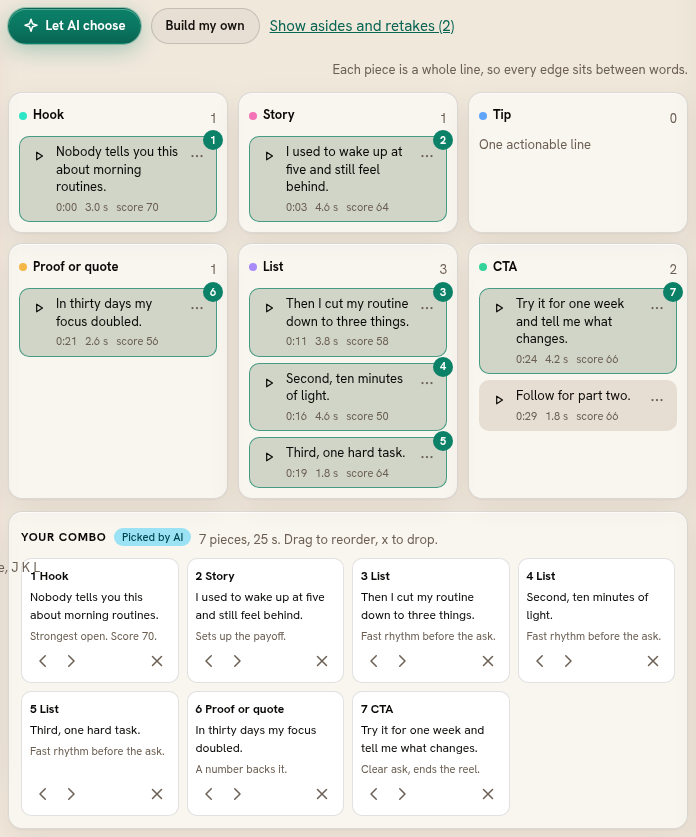 Let AI choose
Build my own
Show asides and retakes (2)
Each piece is a whole line, so every edge sits between words.
Hook 1
1
Nobody tells you this
about morning
routines.
0:00 3.0 s score 70
Story 1
2
I used to wake up at
five and still feel
behind.
0:03 4.6 s score 64
Tip 0
One actionable line
Proof or quote 1
6
In thirty days my
focus doubled.
0:21 2.6 s score 56
List 3
3
Then I cut my routine
down to three things.
0:11 3.8 s score 58
4
Second, ten minutes
of light.
0:16 4.6 s score 50
5
Third, one hard task.
0:19 1.8 s score 64
CTA 2
7
Try it for one week
and tell me what
changes.
0:24 4.2 s score 66
Follow for part two.
0:29 1.8 s score 66
YOUR COMBO Picked by AI 7 pieces, 25 s. Drag to reorder, x to drop.
e, J K L
1 Hook
Nobody tells you this
about morning routines.
Strongest open. Score 70.
2 Story
I used to wake up at five
and still feel behind.
Sets up the payoff.
3 List
Then I cut my routine
down to three things.
Fast rhythm before the ask.
4 List
Second, ten minutes of
light.
Fast rhythm before the ask.
5 List
Third, one hard task.
Fast rhythm before the ask.
6 Proof or quote
In thirty days my focus
doubled.
A number backs it.
7 CTA
Try it for one week and
tell me what changes.
Clear ask, ends the reel.